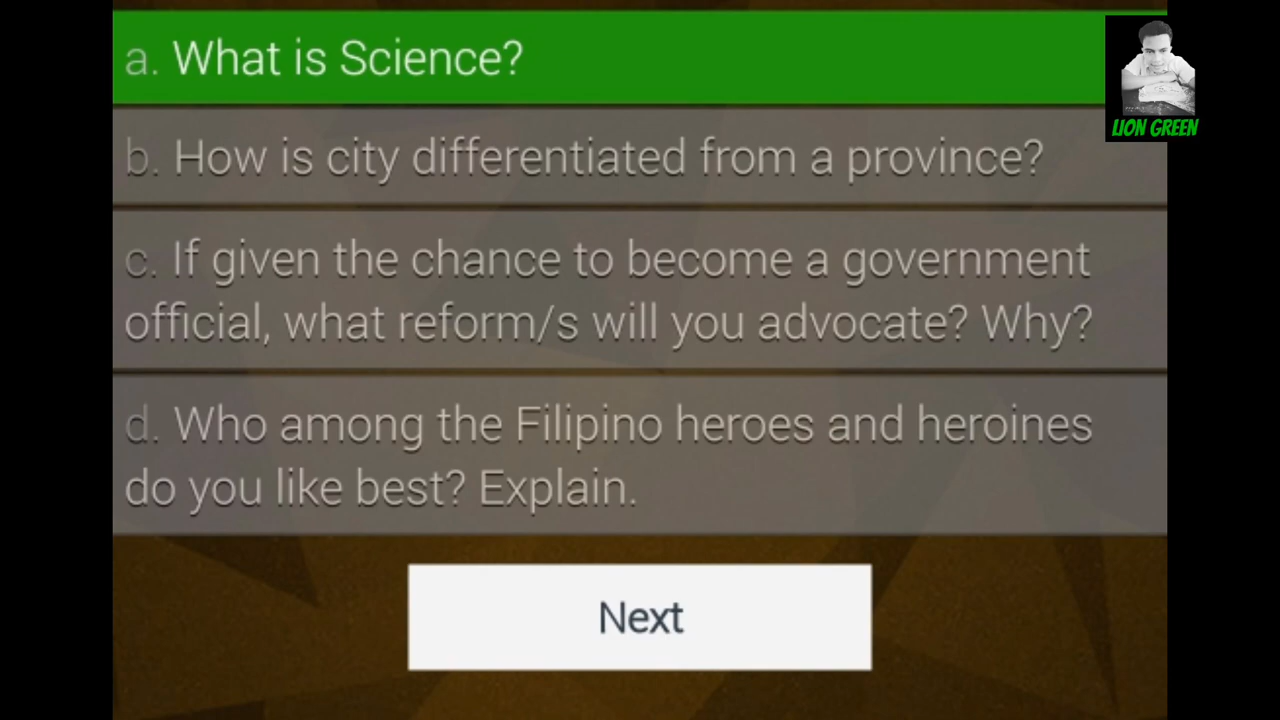 a. What is Science?
LION GREEN
b. How is city differentiated from a province?
c. If given the chance to become a government
official, what reform/s will you advocate? Why?
d. Who among the Filipino heroes and heroines
do you like best? Explain.
Next